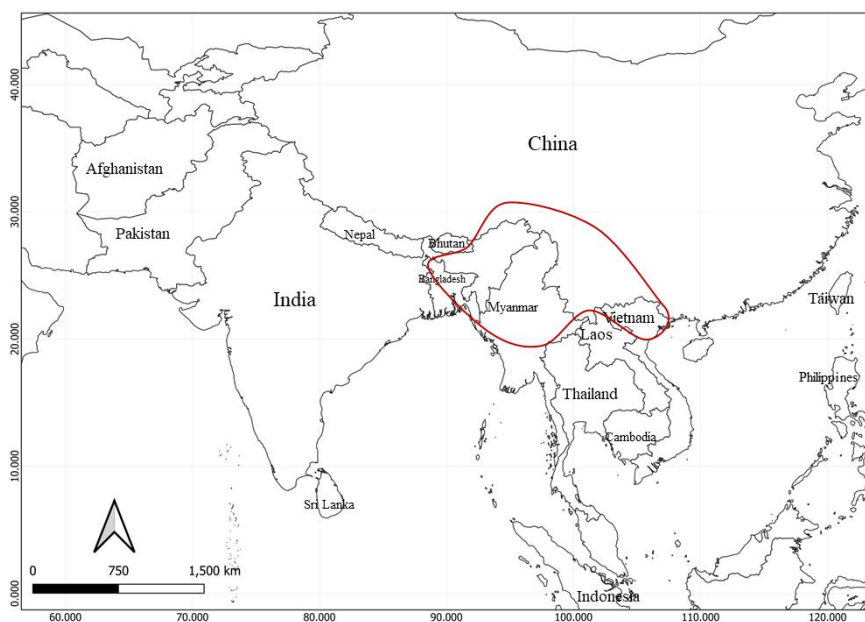 40.000
30.000
20.000
10.000
0.000
China
Afghanistan
Pakistan
Nepal
Bhutan
Bangladesh
India
Myanmar
Vietnam
Laos
Taiwan
Thailand
Philippines
Cambodia
Sri Lanka
Indonesia
0 750 1,500 km
60.000 70.000 80.000 90.000 100.000 110.000 120.000